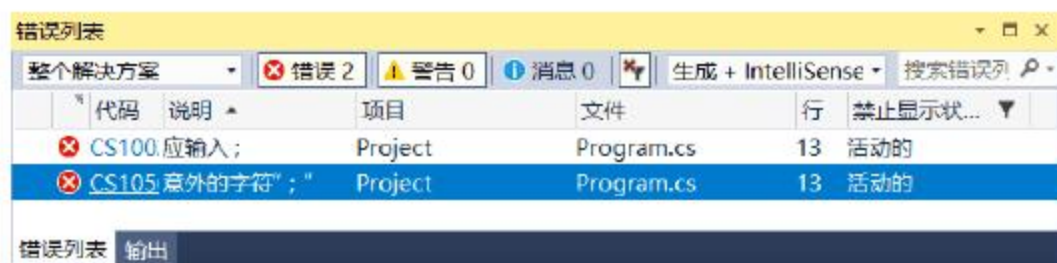 错误列表
整个解决方案 错误 2 警告 0 消息 0 生成 + IntelliSense 搜索错误列
代码 说明 项目 文件 行 禁止显示状...
CS100 应输入； Project Program.cs 13 活动的
CS105 意外的字符“；” Project Program.cs 13 活动的
错误列表 输出